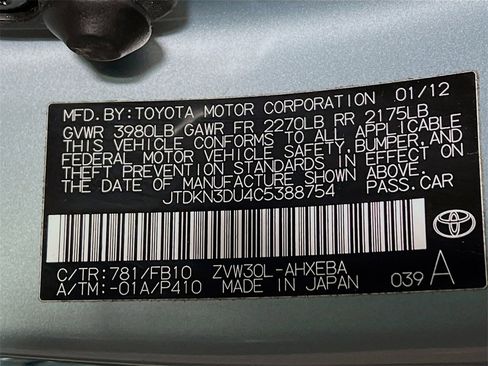 MFD. BY: TOYOTA MOTOR CORPORATION 01/12
GVWR 3980LB GAWR FR 2270LB RR 2175LB
THIS VEHICLE CONFORMS TO ALL APPLICABLE
FEDERAL MOTOR VEHICLE SAFETY, BUMPER, AND
THEFT PREVENTION STANDARDS IN EFFECT ON
THE DATE OF MANUFACTURE SHOWN ABOVE.
JTDKN3DU4C5388754 PASS. CAR
C/TR: 781/FB10 ZVW30L-AHXEBA
A/TM: -01A/P410 MADE IN JAPAN 039 A